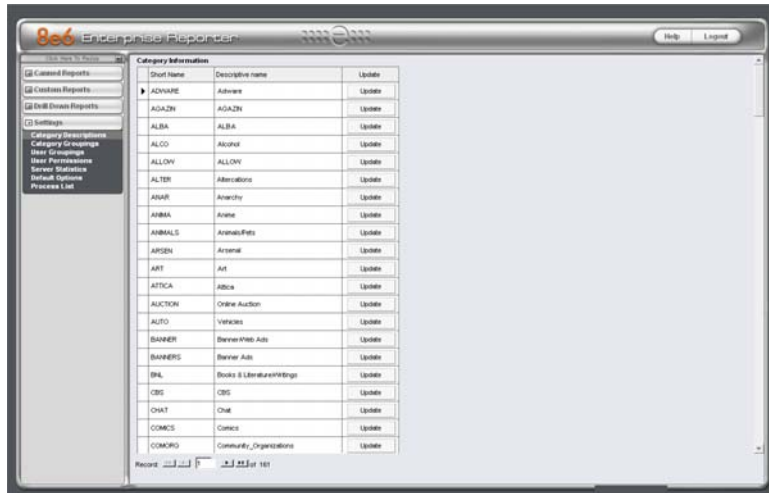 8e6 Enterprise Reporter
Help
Logout
Click Here To Pause
Canned Reports
Custom Reports
Drill Down Reports
Settings
Category Descriptions
Category Groupings
User Groupings
User Permissions
Server Statistics
Default Options
Process List
Category Information
Short Name Descriptive name Update
ADWARE Adware Update
AGAZIN AGAZIN Update
ALBA ALBA Update
ALCO Alcohol Update
ALLOW ALLOW Update
ALTER Altercations Update
ANAR Anarchy Update
ANIMA Anime Update
ANIMALS Animals/Pets Update
ARSEN Arsenal Update
ART Art Update
ATTICA Attica Update
AUCTION Online Auction Update
AUTO Vehicles Update
BANNER Banner/Web Ads Update
BANNERS Banner Ads Update
BNL Books & Literature/Writings Update
CBS CBS Update
CHAT Chat Update
COMICS Comics Update
COMORG Community_Organizations Update
Record 1 of 161